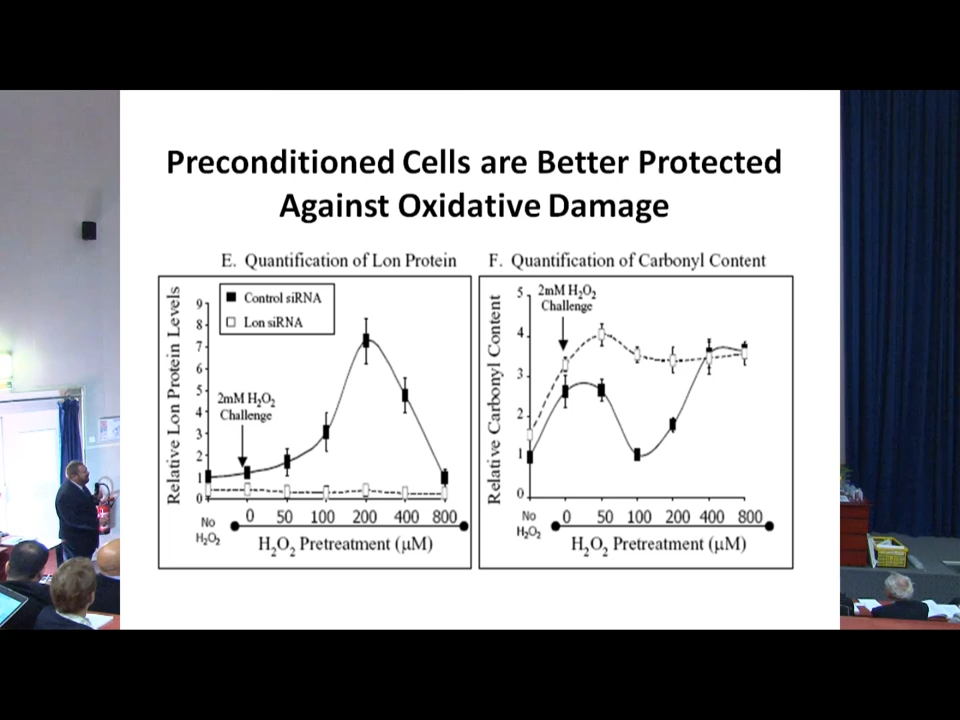 Preconditioned Cells are Better Protected
Against Oxidative Damage
E. Quantification of Lon Protein
Relative Lon Protein Levels
9
8
7
6
5
4
3
2
1
0
Control siRNA
Lon siRNA
2mM H₂O₂
Challenge
No
H₂O₂
0 50 100 200 400 800
H₂O₂ Pretreatment (μM)
F. Quantification of Carbonyl Content
Relative Carbonyl Content
5
4
3
2
1
0
2mM H₂O₂
Challenge
No
H₂O₂
0 50 100 200 400 800
H₂O₂ Pretreatment (μM)